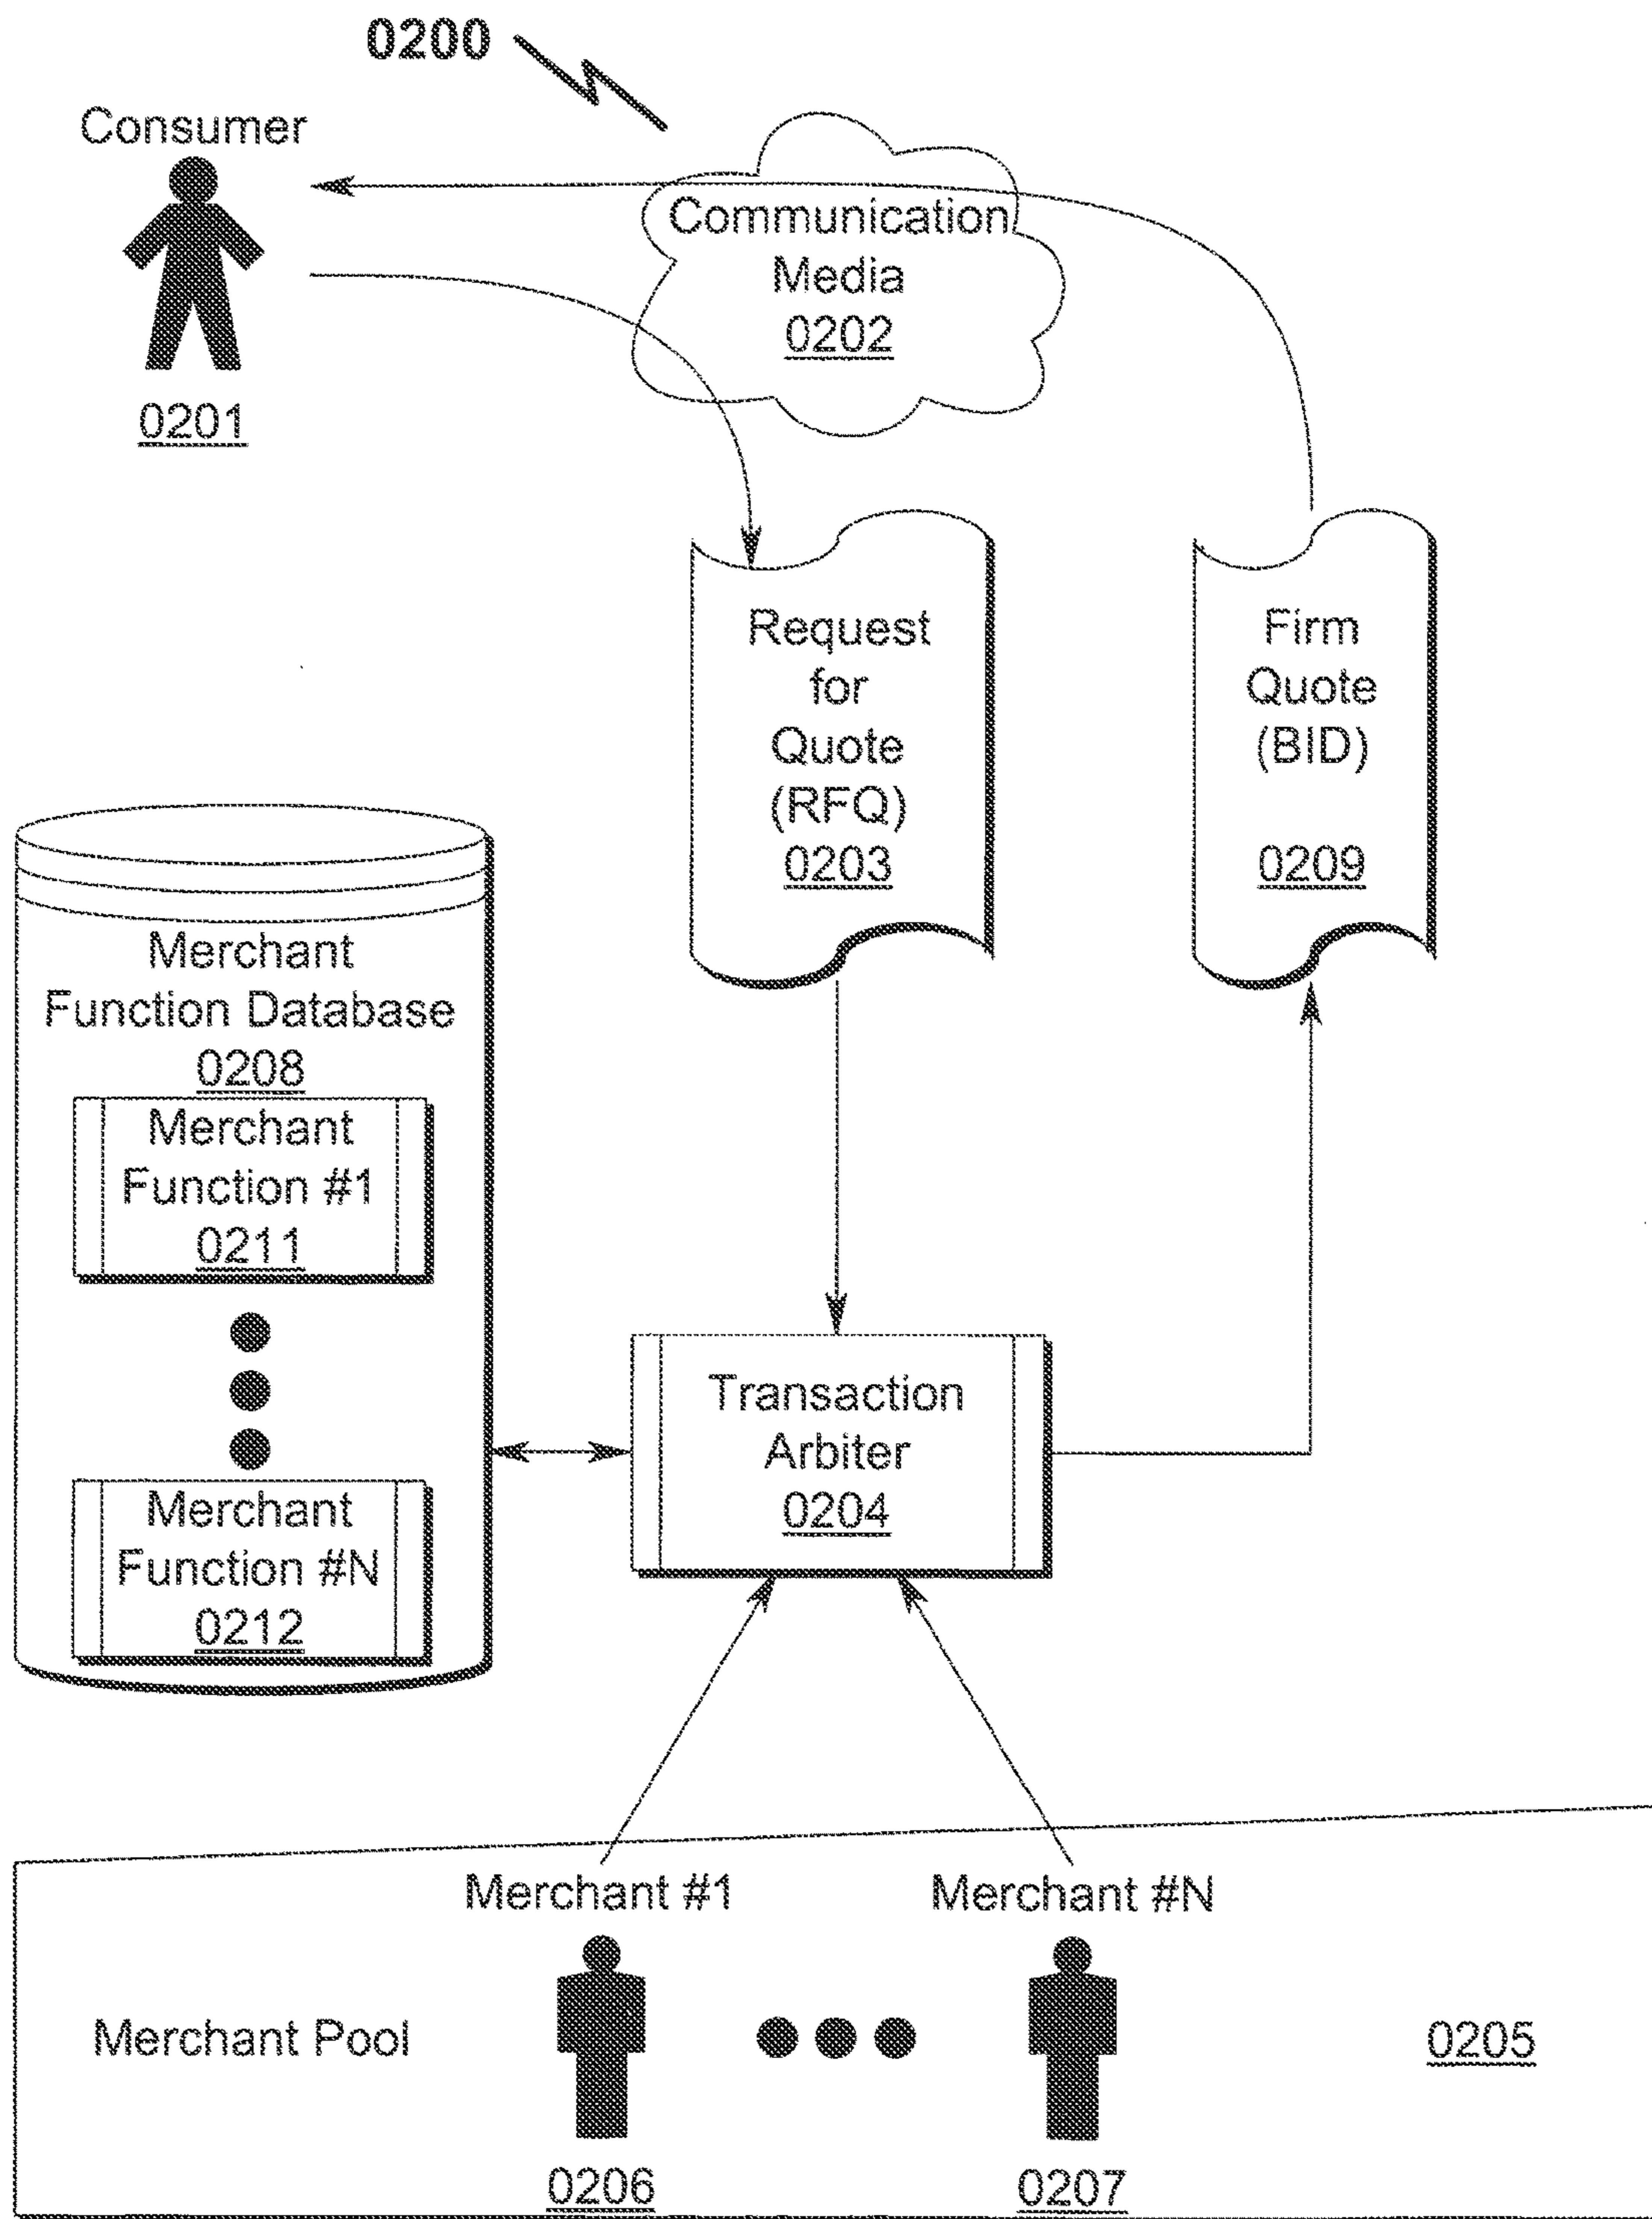 0200
Consumer
0201
Communication
Media
0202
Request
for
Quote
(RFQ)
0203
Firm
Quote
(BID)
0209
Merchant
Function Database
0208
Merchant
Function #1
0211
Merchant
Function #N
0212
Transaction
Arbiter
0204
Merchant #1
Merchant #N
Merchant Pool
0205
0206
0207